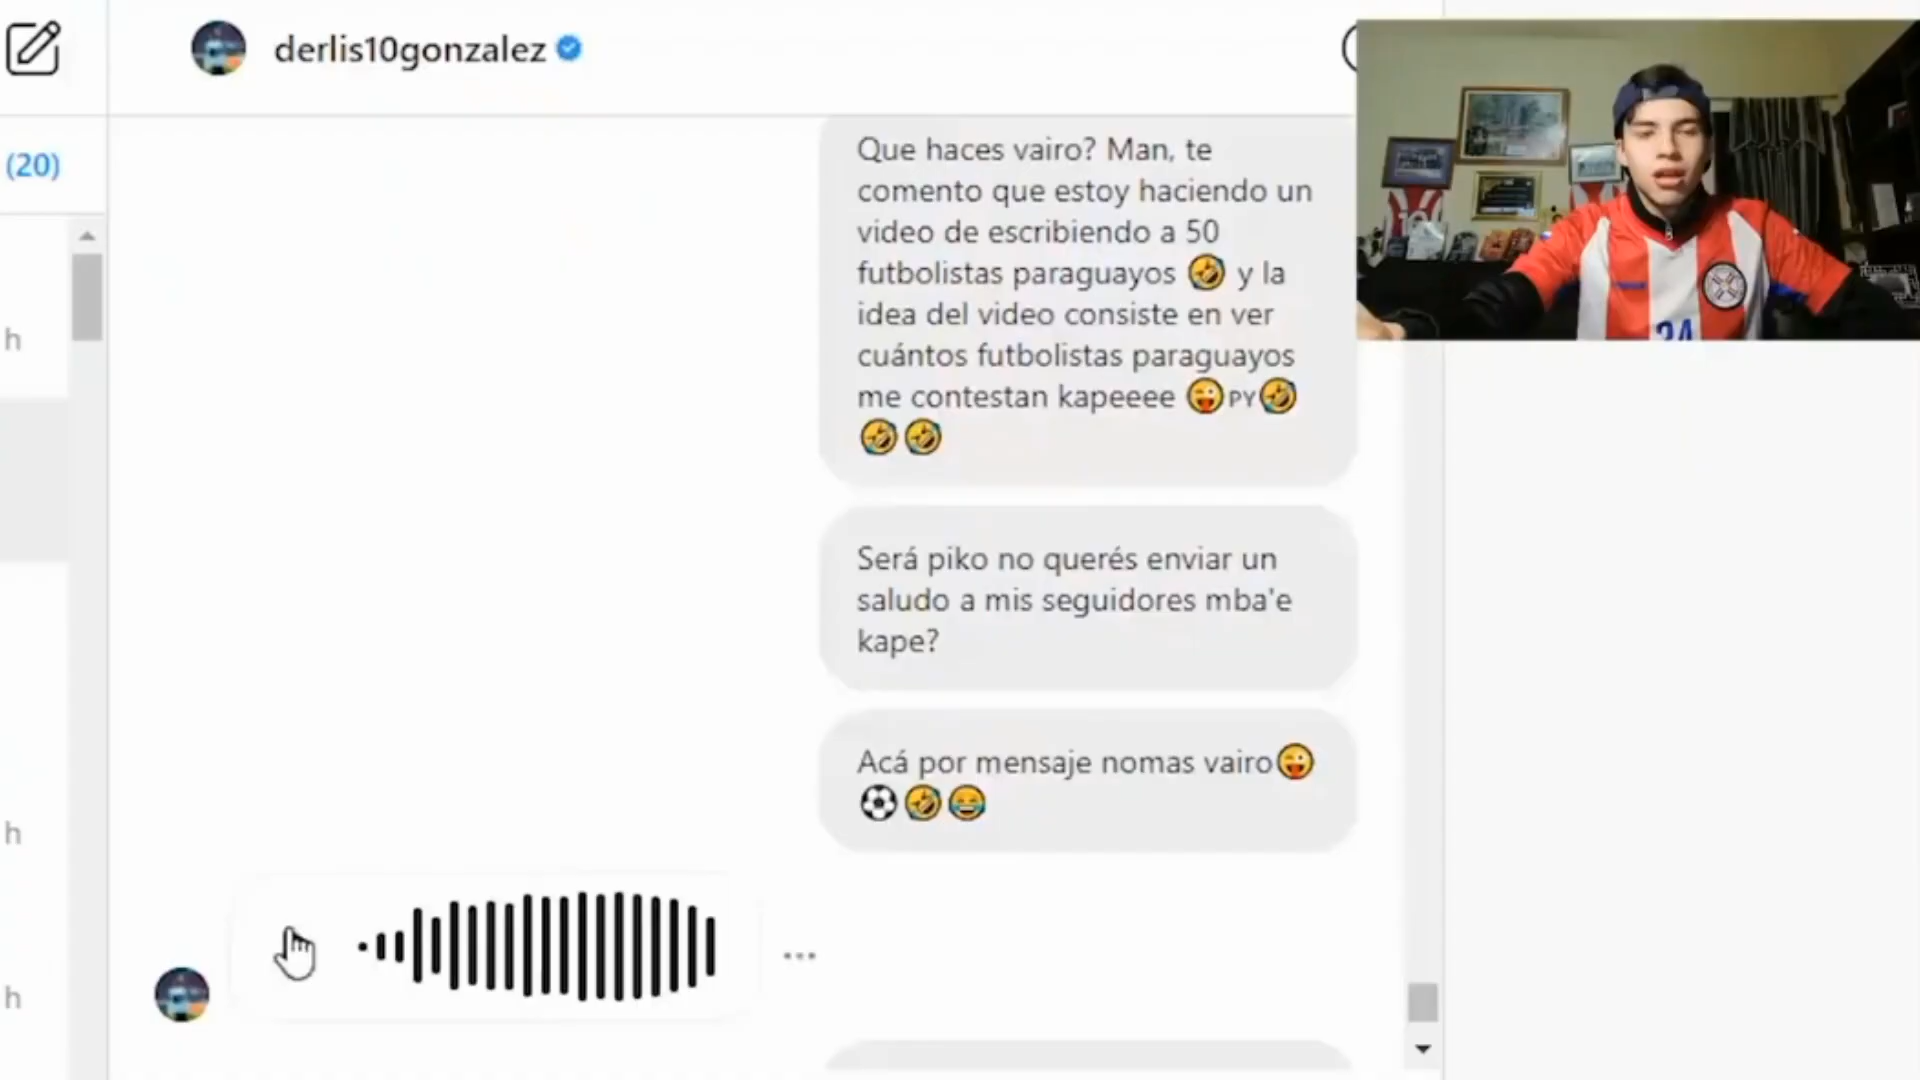 derlis10gonzalez
(20)
Que haces vairo? Man, te
comento que estoy haciendo un
video de escribiendo a 50
futbolistas paraguayos 🤣 y la
idea del video consiste en ver
cuántos futbolistas paraguayos
me contestan kapeeee 😜PY🤣
🤣🤣
h
Será piko no querés enviar un
saludo a mis seguidores mba'e
kape?
Acá por mensaje nomas vairo😜
⚽🤣😂
h
h
24